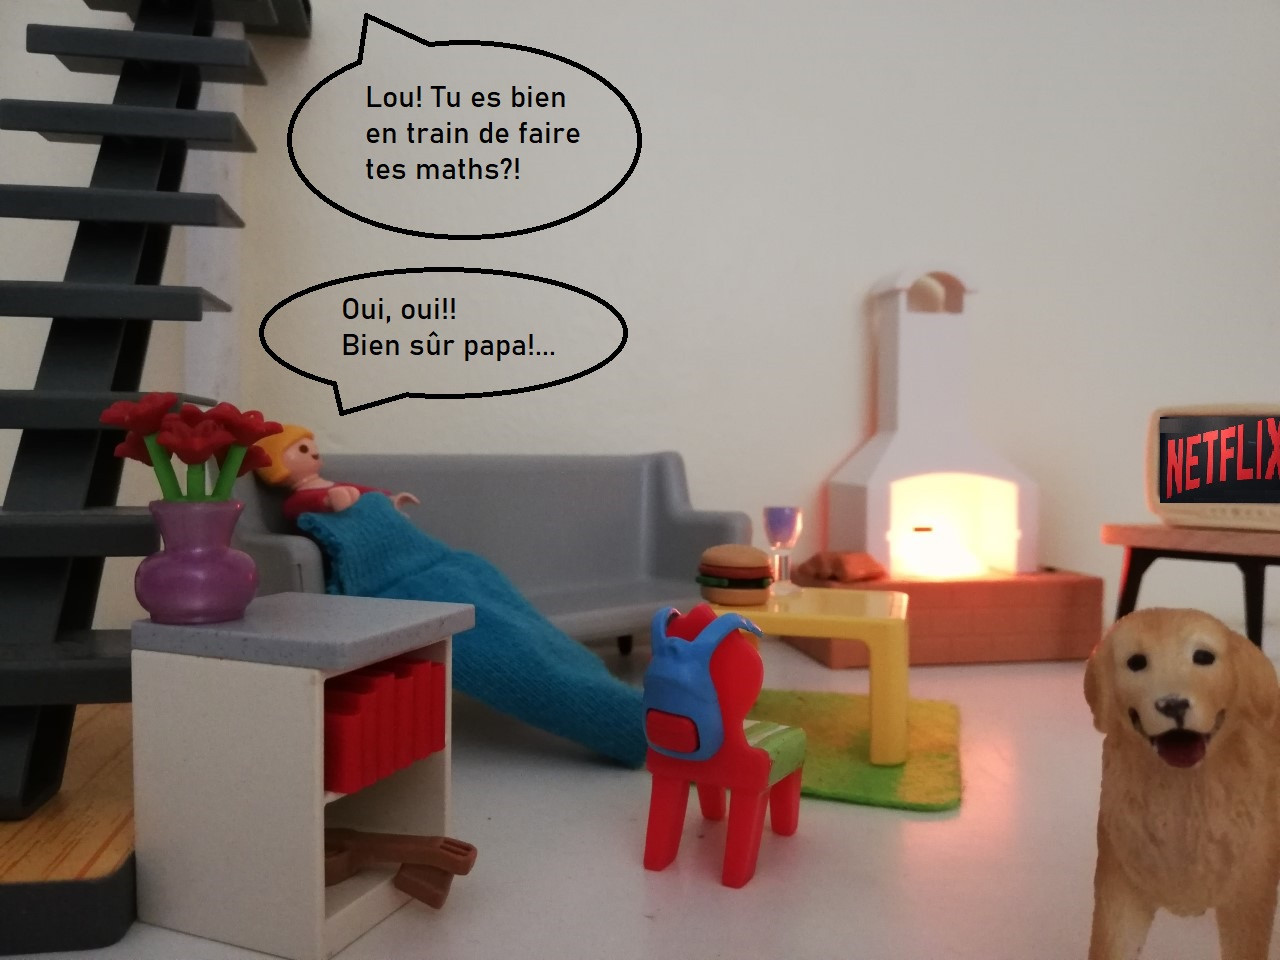 Lou! Tu es bien
en train de faire
tes maths?!
Oui, oui!!
Bien sûr papa!...
NETFLIX